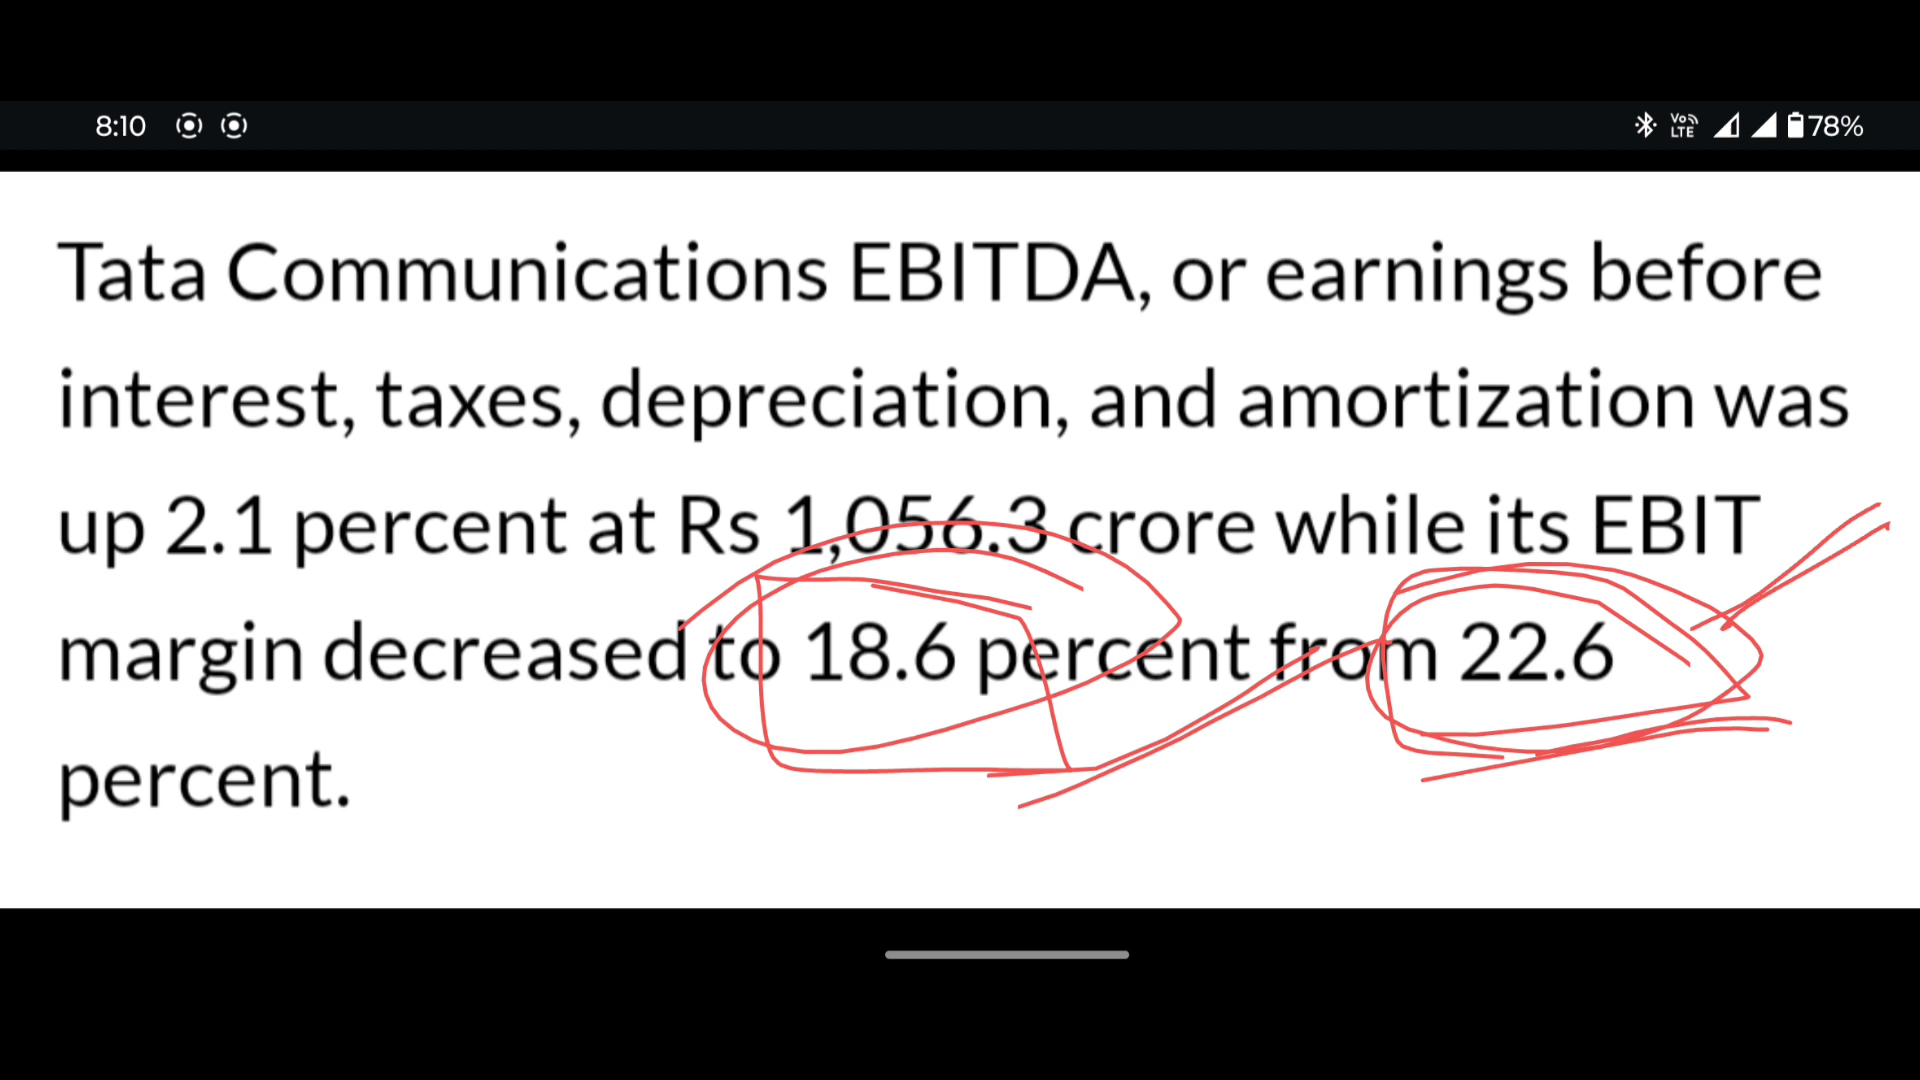 8:10
Vo LTE 78%
Tata Communications EBITDA, or earnings before
interest, taxes, depreciation, and amortization was
up 2.1 percent at Rs 1,056.3 crore while its EBIT
margin decreased to 18.6 percent from 22.6
percent.